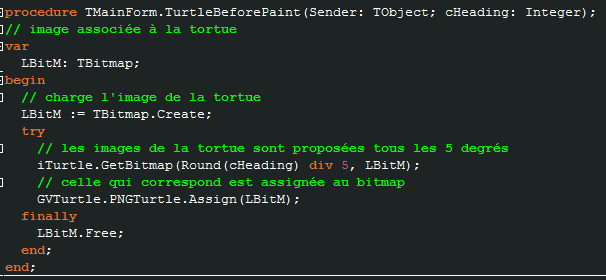 procedure TMainForm.TurtleBeforePaint(Sender: TObject; cHeading: Integer);
// image associée à la tortue
var
  LBitM: TBitmap;
begin
  // charge l'image de la tortue
  LBitM := TBitmap.Create;
  try
    // les images de la tortue sont proposées tous les 5 degrés
    iTurtle.GetBitmap(Round(cHeading) div 5, LBitM);
    // celle qui correspond est assignée au bitmap
    GVTurtle.PNGTurtle.Assign(LBitM);
  finally
    LBitM.Free;
  end;
end;